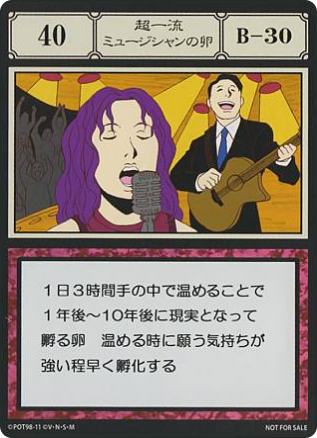 40
超一流
ミュージシャンの卵
B-30
1日3時間手の中で温めることで
1年後〜10年後に現実となって
孵る卵　温める時に願う気持ちが
強い程早く孵化する
©POT98-11 ©V・N・S・M
NOT FOR SALE